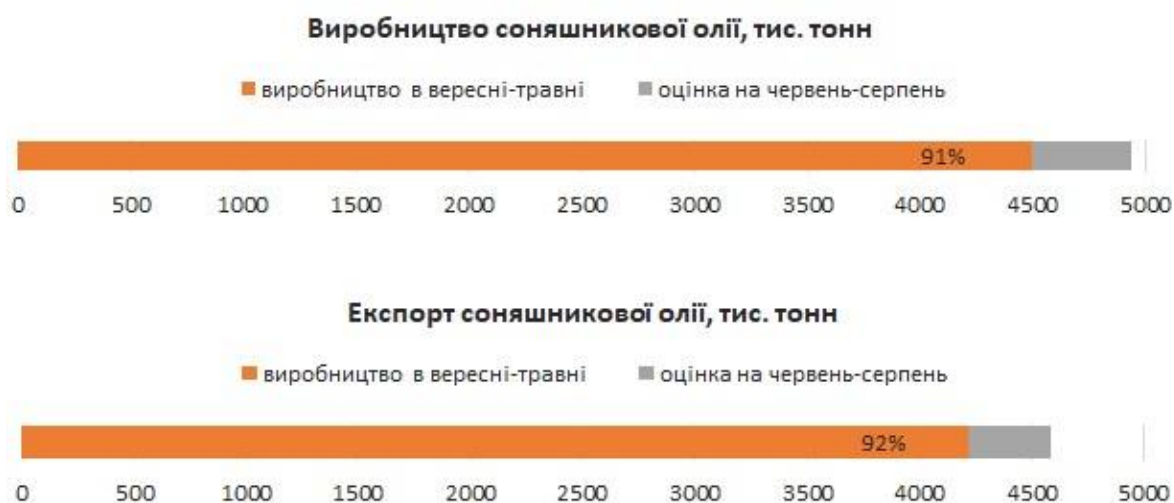 Виробництво соняшникової олії, тис. тонн
виробництво в вересні-травні оцінка на червень-серпень
91%
0 500 1000 1500 2000 2500 3000 3500 4000 4500 5000
Експорт соняшникової олії, тис. тонн
виробництво в вересні-травні оцінка на червень-серпень
92%
0 500 1000 1500 2000 2500 3000 3500 4000 4500 5000